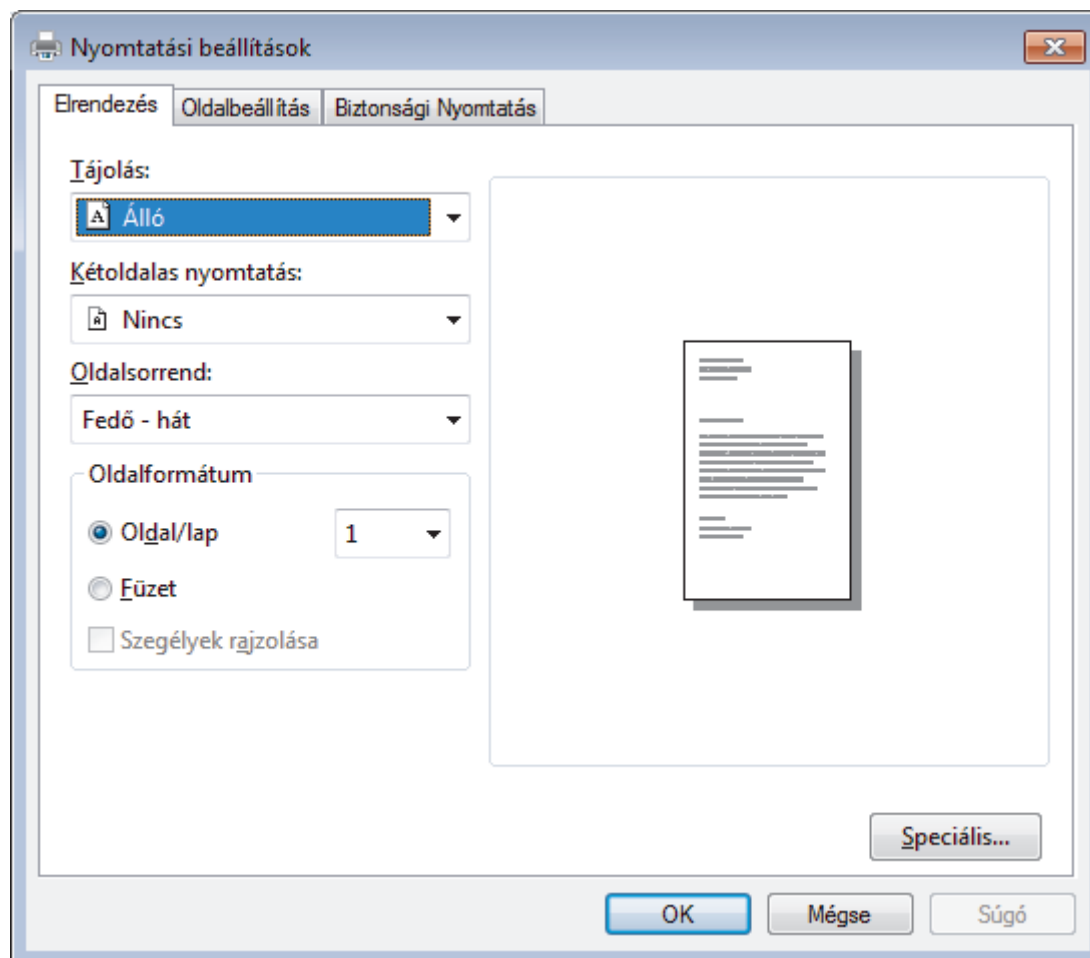 Nyomtatási beállítások
Elrendezés Oldalbeállítás Biztonsági Nyomtatás
Tájolás:
A Álló
Kétoldalas nyomtatás:
A Nincs
Oldalsorrend:
Fedő - hát
Oldalformátum
Oldal/lap 1
Füzet
Szegélyek rajzolása
Speciális...
OK Mégse Súgó